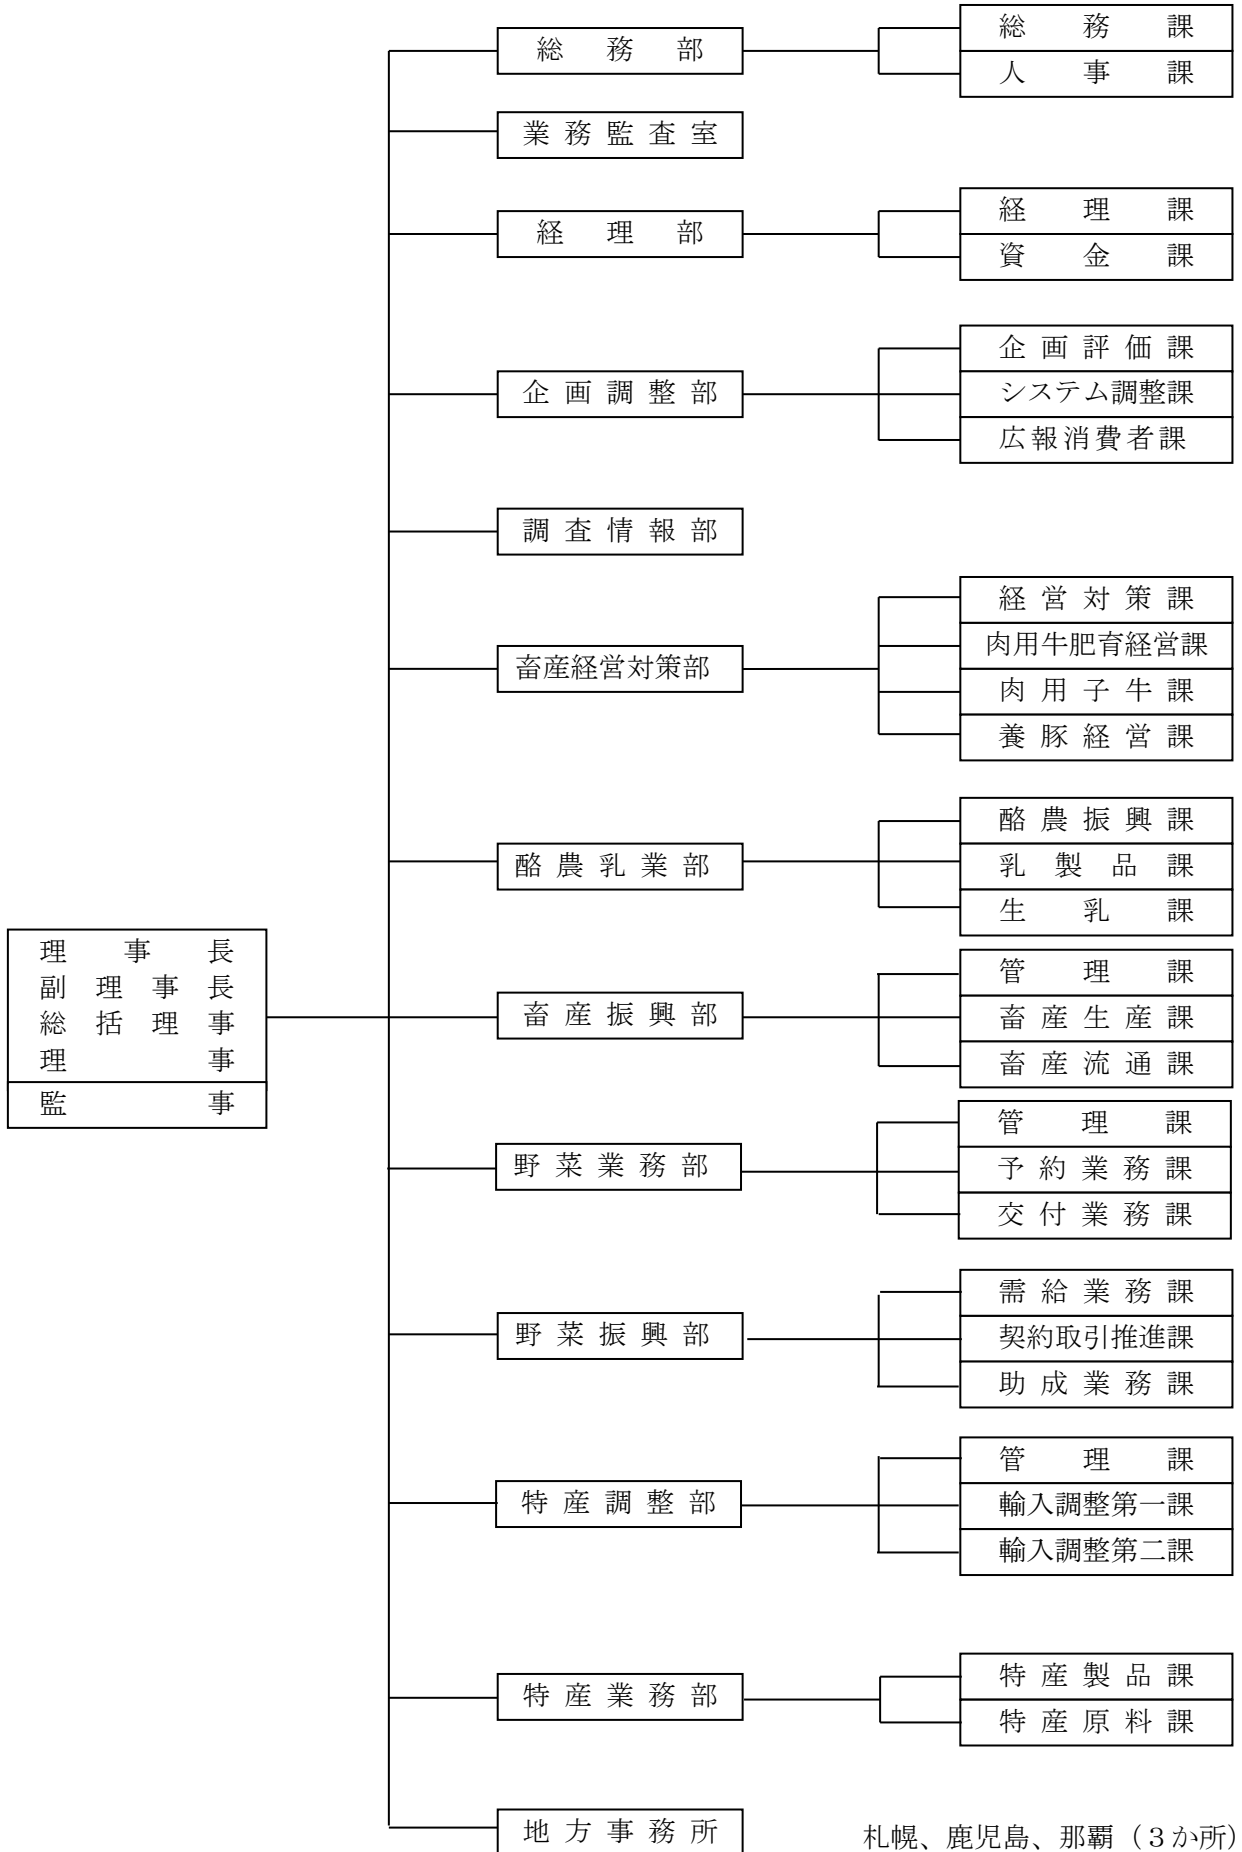 総務部
総務課
人事課
業務監査室
経理部
経理課
資金課
企画調整部
企画評価課
システム調整課
広報消費者課
調査情報部
畜産経営対策部
経営対策課
肉用牛肥育経営課
肉用子牛課
養豚経営課
酪農乳業部
酪農振興課
乳製品課
生乳課
理事長
副理事長
総括理事
理事
監事
畜産振興部
管理課
畜産生産課
畜産流通課
野菜業務部
管理課
予約業務課
交付業務課
野菜振興部
需給業務課
契約取引推進課
助成業務課
特産調整部
管理課
輸入調整第一課
輸入調整第二課
特産業務部
特産製品課
特産原料課
地方事務所
札幌、鹿児島、那覇（３か所）